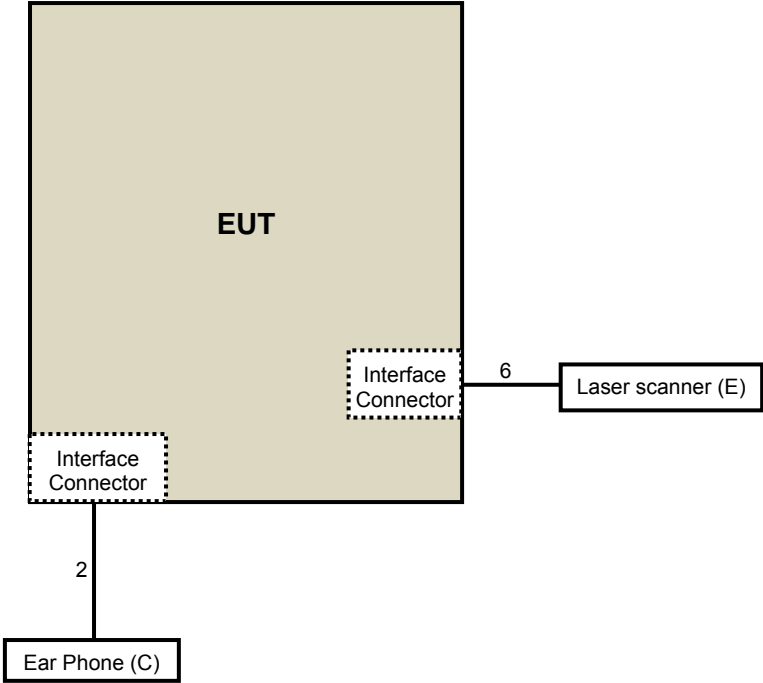 EUT
Interface
Connector
6
Laser scanner (E)
Interface
Connector
2
Ear Phone (C)